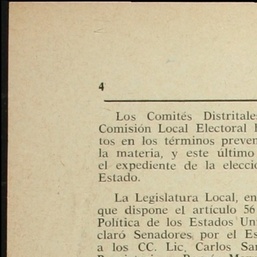 4
Los Comités Distritale
Comisión Local Electoral
tos en los términos preven
la materia, y este último
el expediente de la elecci
Estado.
La Legislatura Local, en
que dispone el artículo 56
Política de los Estados Un
claró Senadores por el Es
a los CC. Lic. Carlos Sa